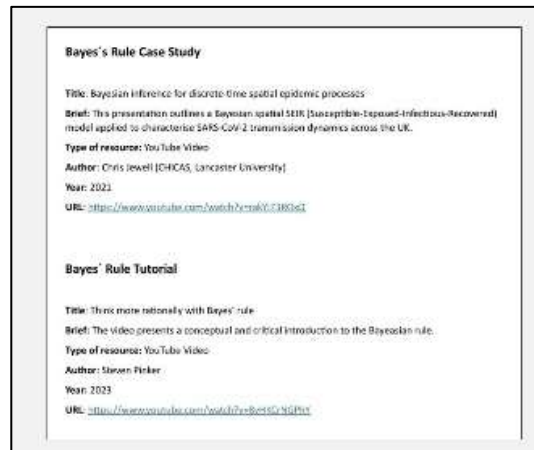 Bayes´s Rule Case Study
Title: Bayesian inference for discrete-time spatial epidemic processes
Brief: This presentation outlines a Bayesian spatial SEIR (Susceptible-Exposed-Infectious-Recovered)
model applied to characterise SARS-CoV-2 transmission dynamics across the UK.
Type of resource: YouTube Video
Author: Chris Jewell (CHICAS, Lancaster University)
Year: 2021
URL:
Bayes´ Rule Tutorial
Title: Think more rationally with Bayes' rule
Brief: The video presents a conceptual and critical introduction to the Bayeasian rule.
Type of resource: YouTube Video
Author: Steven Pinker
Year: 2023
URL: